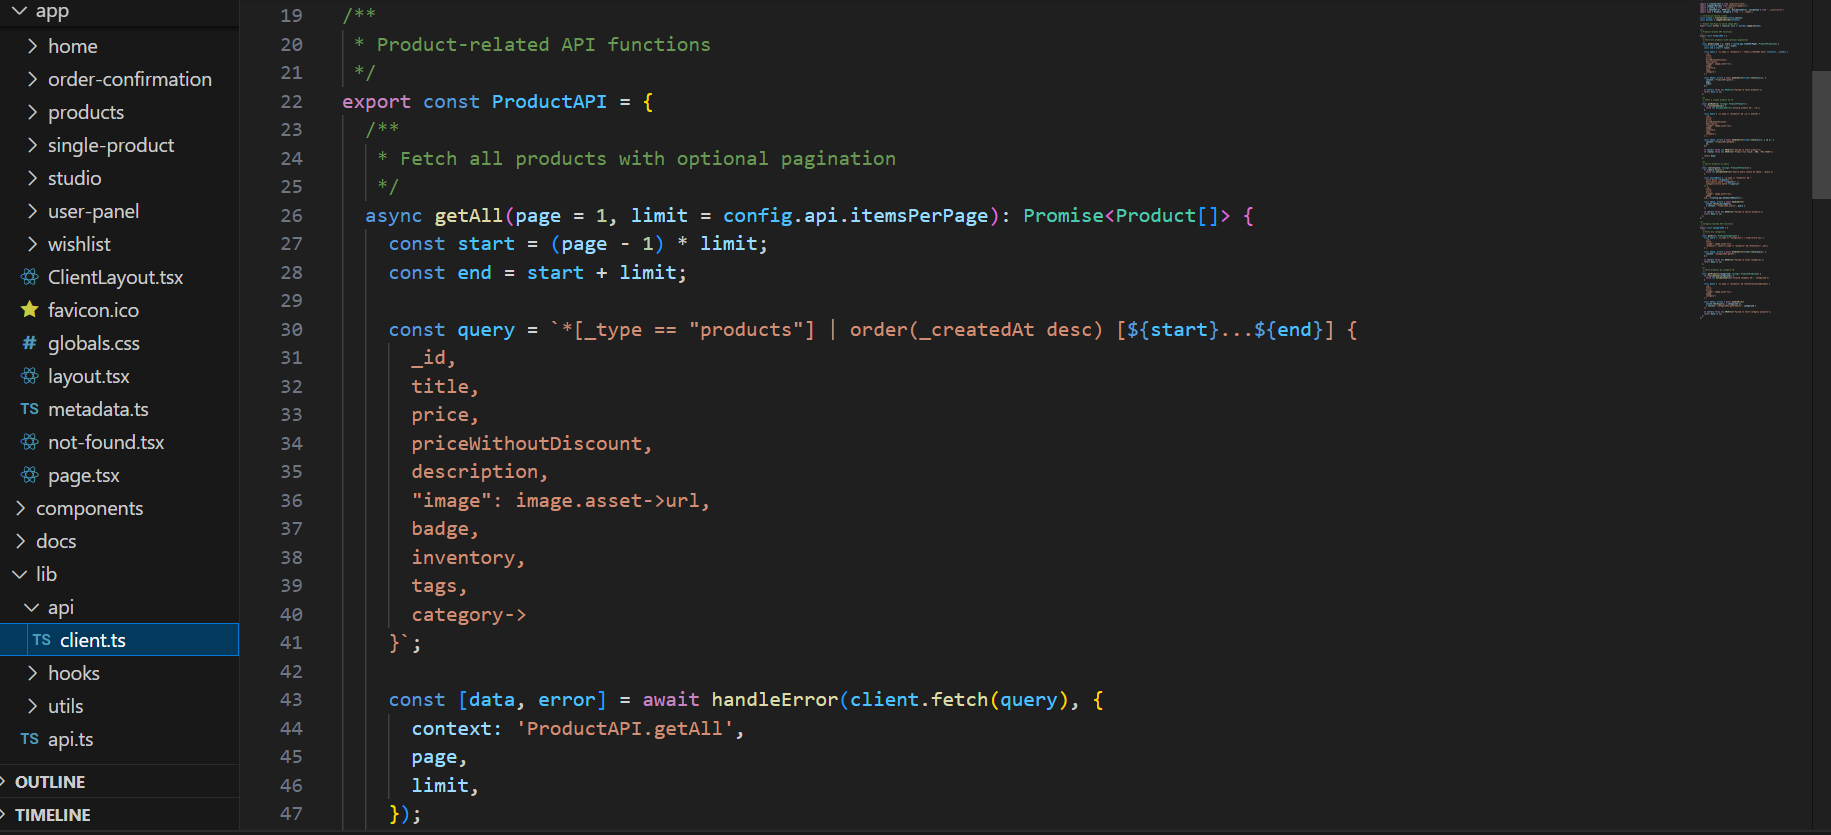 app
home
order-confirmation
products
single-product
studio
user-panel
wishlist
ClientLayout.tsx
favicon.ico
# globals.css
layout.tsx
TS metadata.ts
not-found.tsx
page.tsx
components
docs
lib
api
TS client.ts
hooks
utils
TS api.ts
OUTLINE
TIMELINE
19 /**
20 * Product-related API functions
21 */
22 export const ProductAPI = {
23 /**
24 * Fetch all products with optional pagination
25 */
26 async getAll(page = 1, limit = config.api.itemsPerPage): Promise<Product[]> {
27 const start = (page - 1) * limit;
28 const end = start + limit;
29
30 const query = `*[_type == "products"] | order(_createdAt desc) [${start}...${end}] {
31 _id,
32 title,
33 price,
34 priceWithoutDiscount,
35 description,
36 "image": image.asset->url,
37 badge,
38 inventory,
39 tags,
40 category->
41 }`;
42
43 const [data, error] = await handleError(client.fetch(query), {
44 context: 'ProductAPI.getAll',
45 page,
46 limit,
47 });